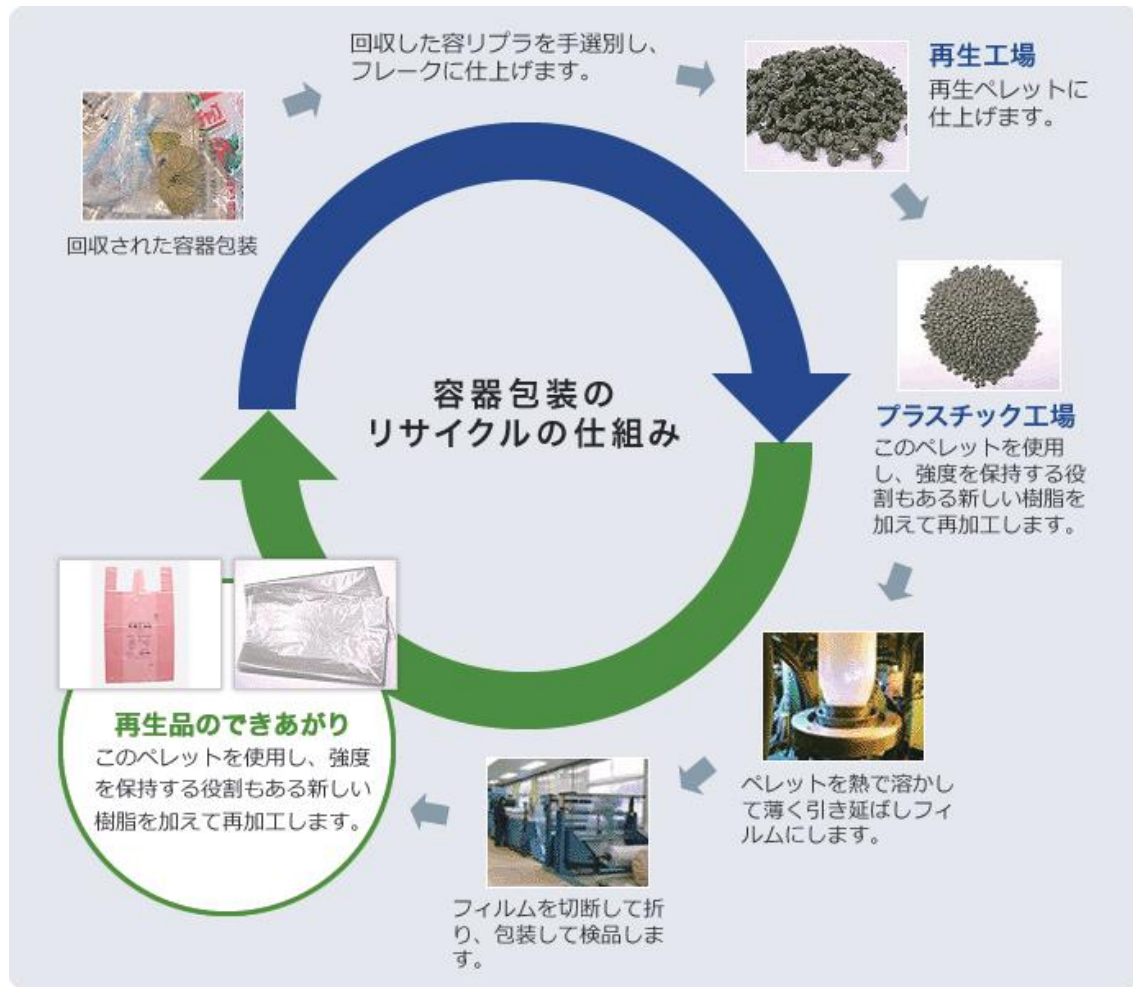 回収した容リプラを手選別し、
フレークに仕上げます。
再生工場
再生ペレットに
仕上げます。
回収された容器包装
容器包装の
リサイクルの仕組み
プラスチック工場
このペレットを使用
し、強度を保持する役
割もある新しい樹脂を
加えて再加工します。
ペレットを熱で溶かし
て薄く引き延ばしフィ
ルムにします。
フィルムを切断して折
り、包装して検品しま
す。
再生品のできあがり
このペレットを使用し、強度
を保持する役割もある新しい
樹脂を加えて再加工します。